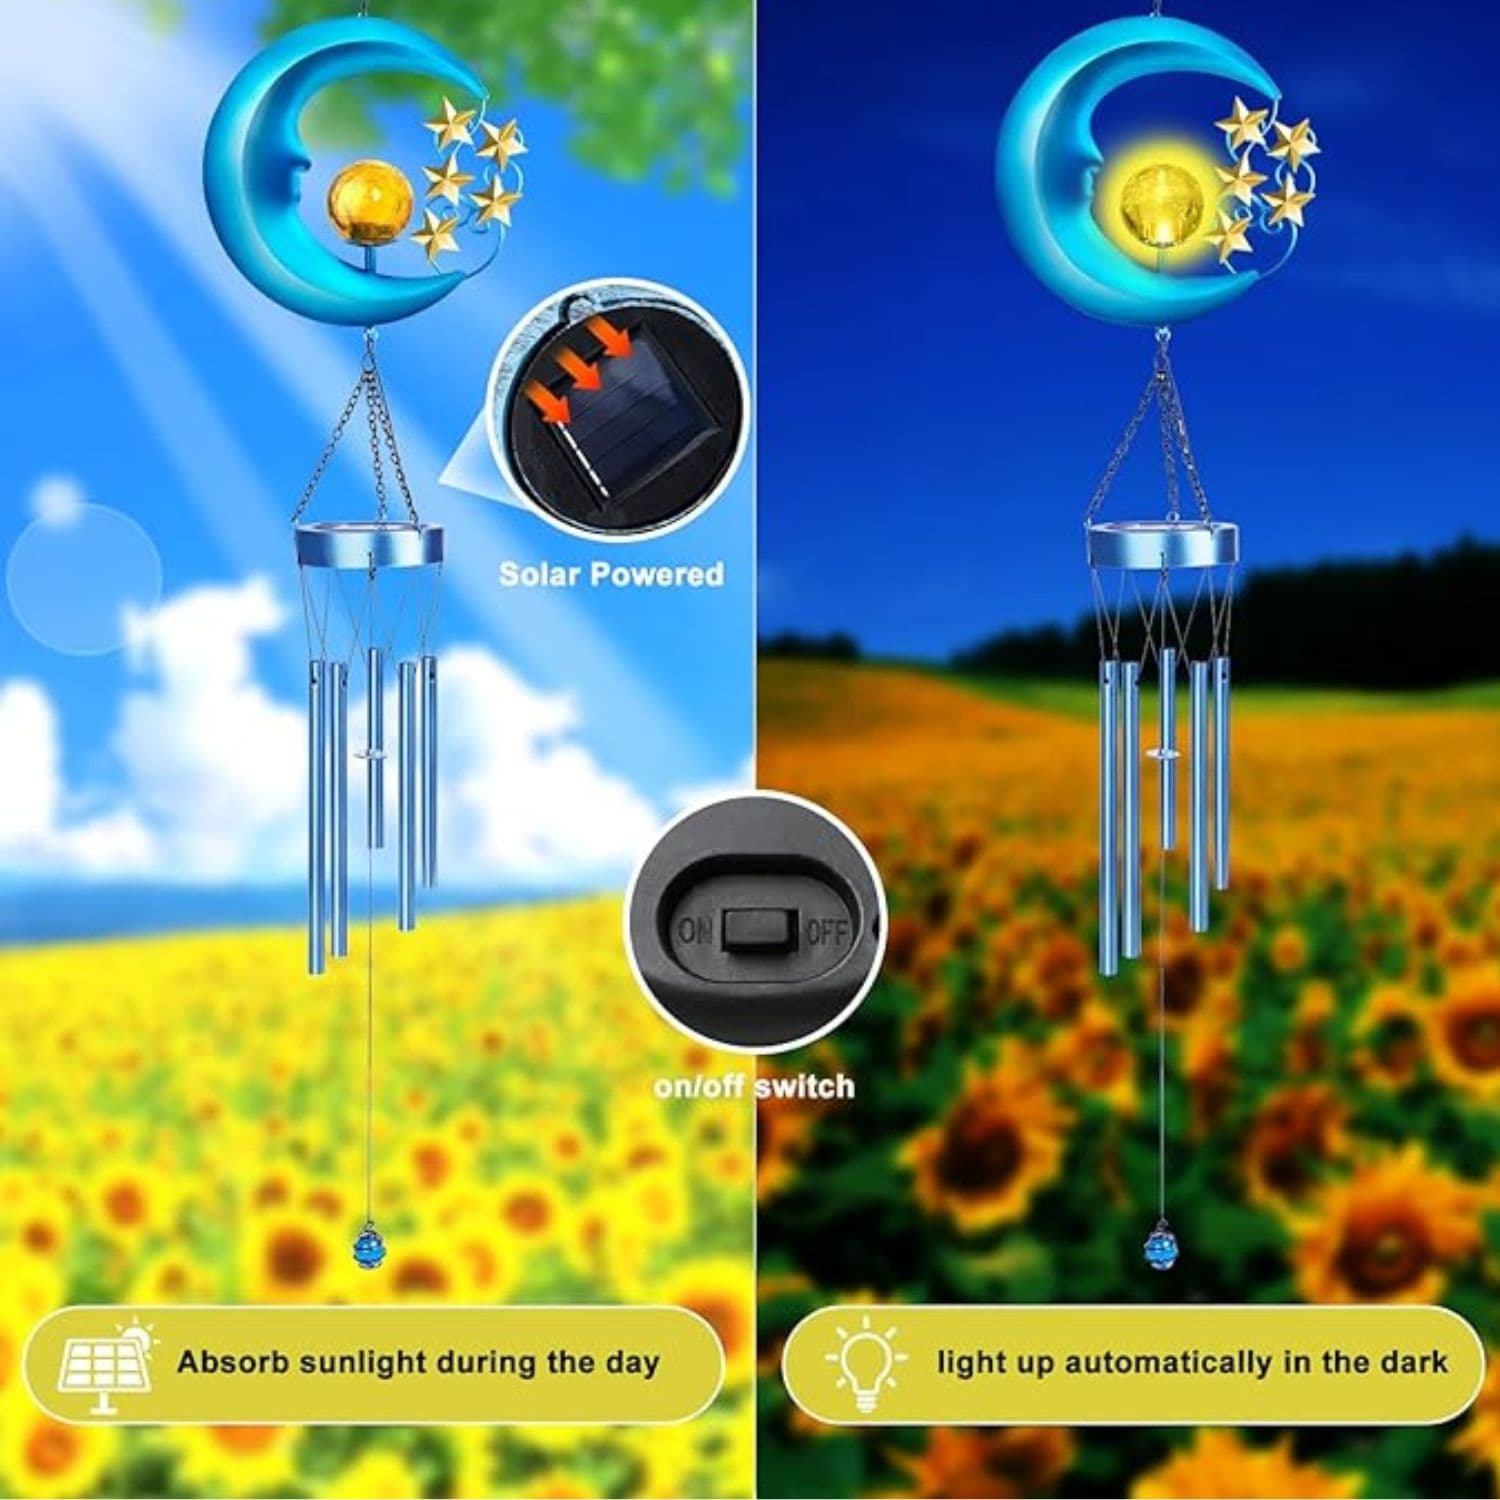 Solar Powered
ON OFF
on/off switch
Absorb sunlight during the day
light up automatically in the dark